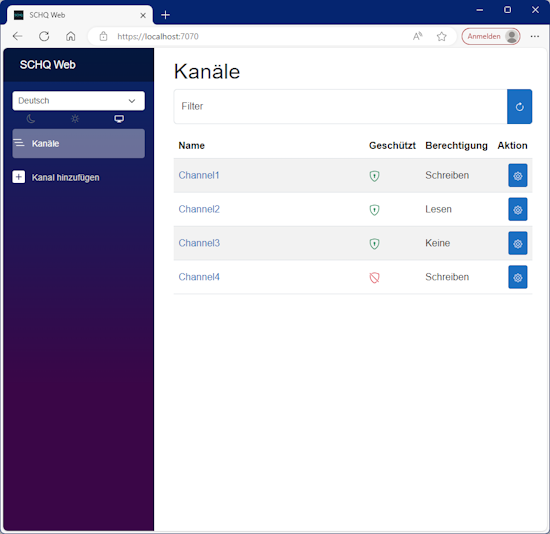 SCHQ Web
https://localhost:7070
Anmelden
SCHQ Web
Deutsch
Kanäle
Kanal hinzufügen
Kanäle
Filter
Name Geschützt Berechtigung Aktion
Channel1 Schreiben
Channel2 Lesen
Channel3 Keine
Channel4 Schreiben